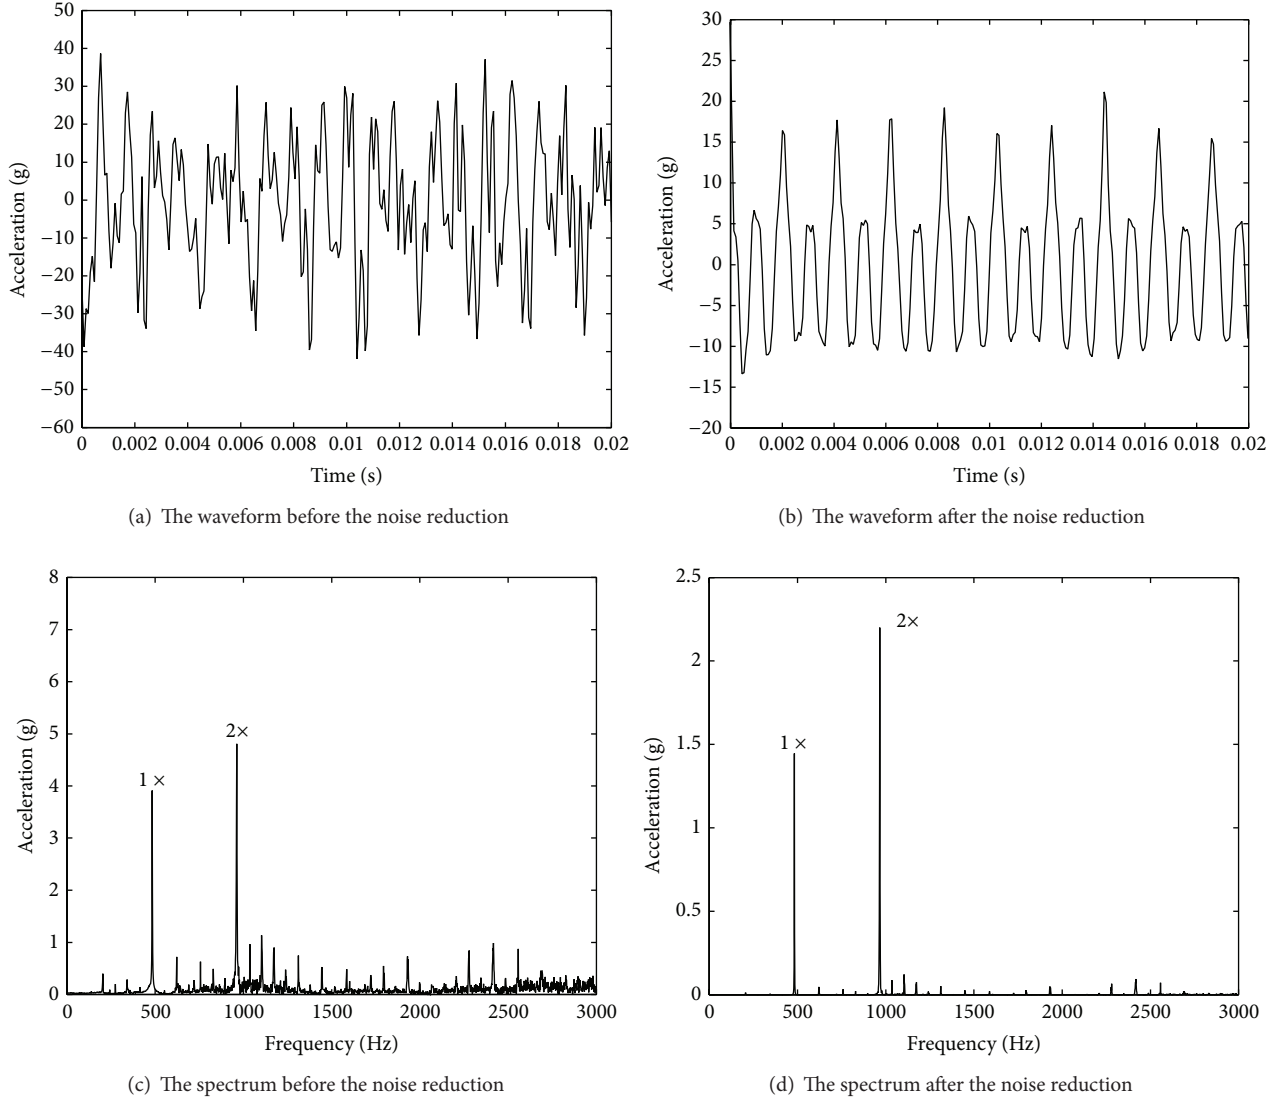 50
40
30
20
10
0
−10
−20
−30
−40
−50
−60
Acceleration (g)
0 0.002 0.004 0.006 0.008 0.01 0.012 0.014 0.016 0.018 0.02
Time (s)
(a) The waveform before the noise reduction
30
25
20
15
10
5
0
−5
−10
−15
−20
Acceleration (g)
0 0.002 0.004 0.006 0.008 0.01 0.012 0.014 0.016 0.018 0.02
Time (s)
(b) The waveform after the noise reduction
8
7
6
5
4
3
2
1
0
Acceleration (g)
1 ×
2×
0 500 1000 1500 2000 2500 3000
Frequency (Hz)
(c) The spectrum before the noise reduction
2.5
2
1.5
1
0.5
0
Acceleration (g)
1 ×
2×
0 500 1000 1500 2000 2500 3000
Frequency (Hz)
(d) The spectrum after the noise reduction